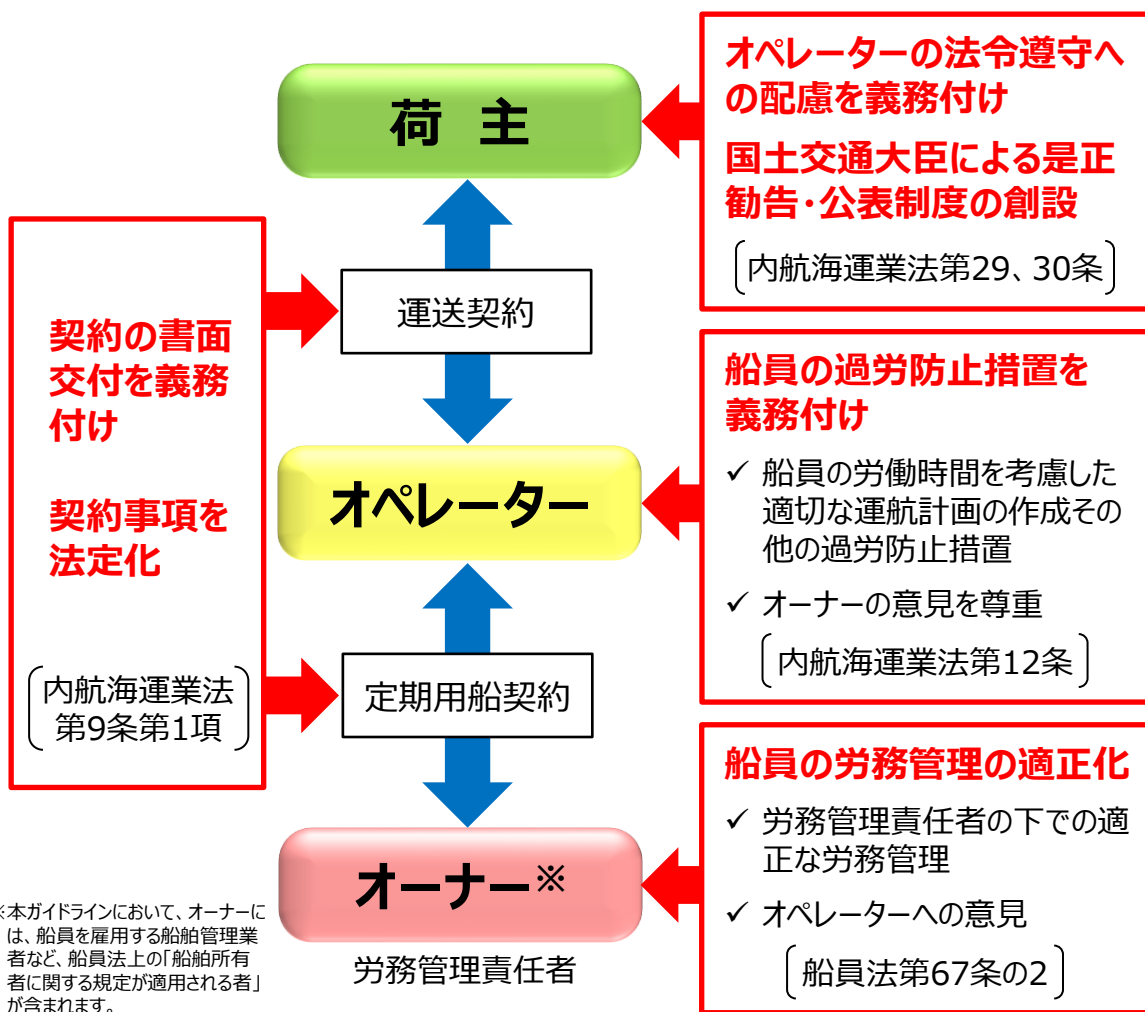 荷 主
オペレーターの法令遵守へ
の配慮を義務付け
国土交通大臣による是正
勧告・公表制度の創設
内航海運業法第29、30条
運送契約
契約の書面
交付を義務
付け
契約事項を
法定化
内航海運業法
第9条第1項
オペレーター
船員の過労防止措置を
義務付け
✓ 船員の労働時間を考慮した
適切な運航計画の作成その
他の過労防止措置
✓ オーナーの意見を尊重
内航海運業法第12条
定期用船契約
オーナー※
労務管理責任者
船員の労務管理の適正化
✓ 労務管理責任者の下での適
正な労務管理
✓ オペレーターへの意見
船員法第67条の2
※本ガイドラインにおいて、オーナーに
は、船員を雇用する船舶管理業
者など、船員法上の「船舶所有
者に関する規定が適用される者」
が含まれます。